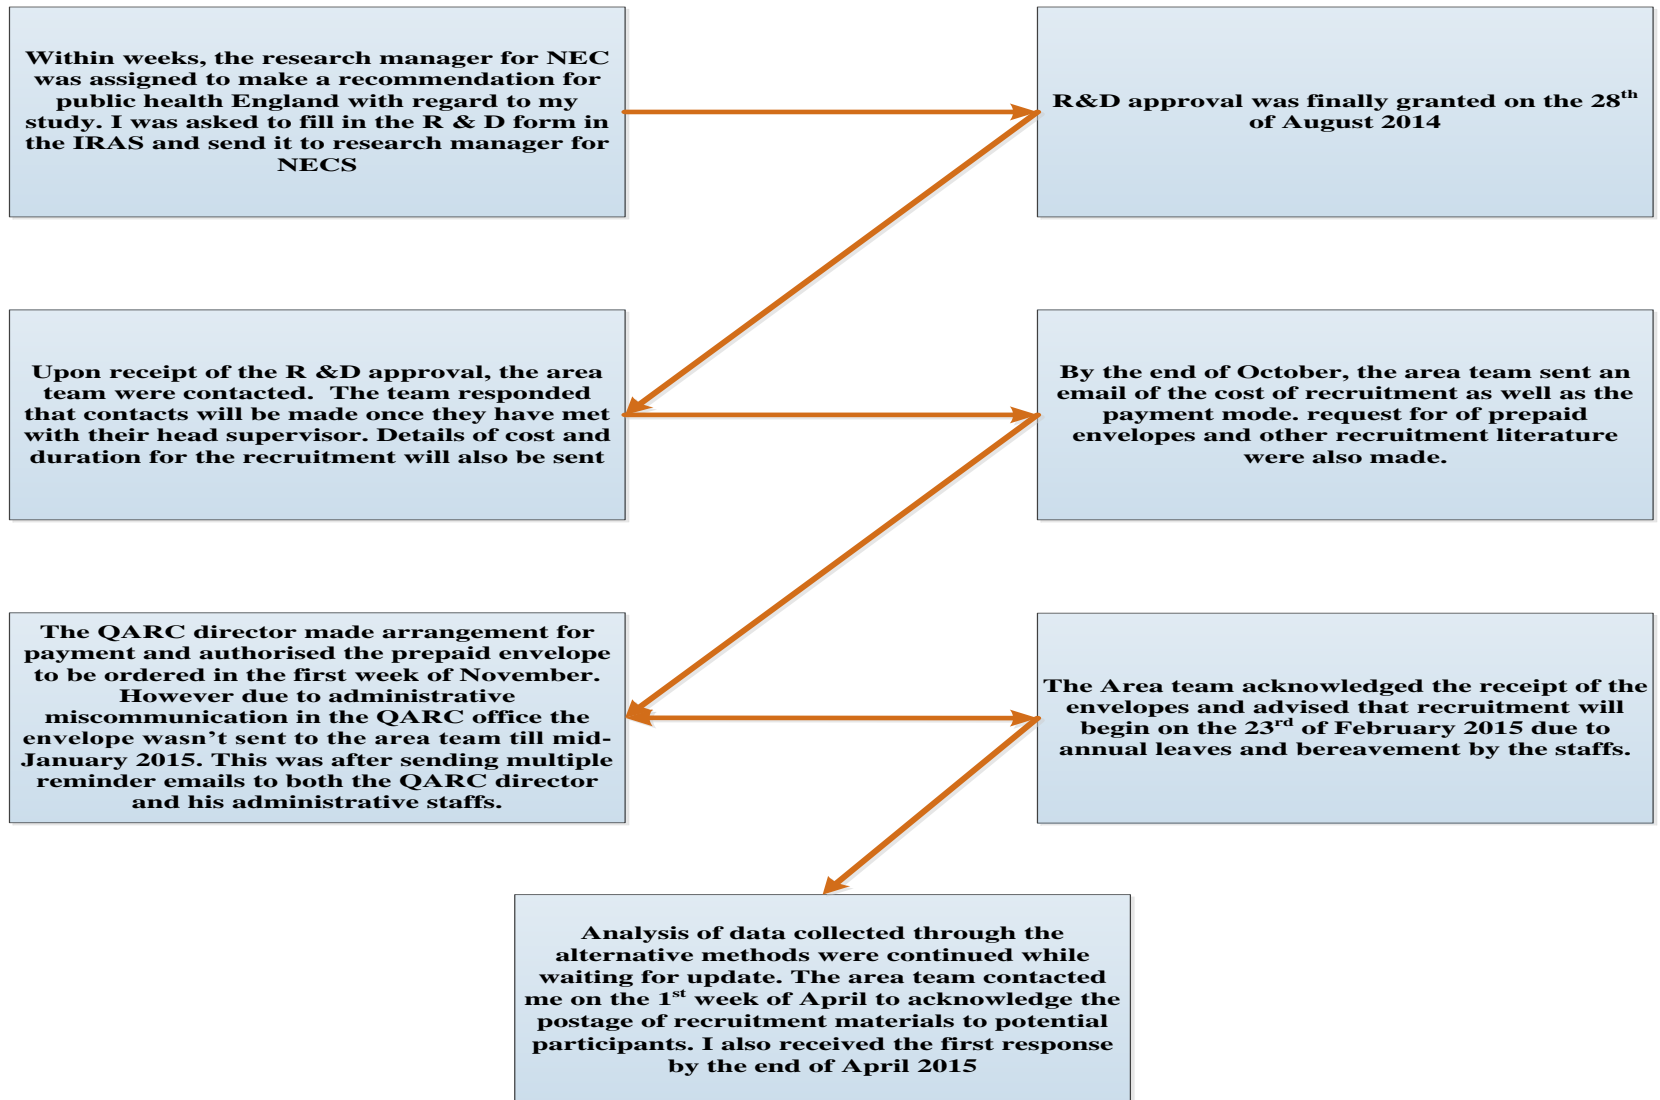 Within weeks, the research manager for NEC
was assigned to make a recommendation for
public health England with regard to my
study. I was asked to fill in the R & D form in
the IRAS and send it to research manager for
NECS
R&D approval was finally granted on the 28th
of August 2014
Upon receipt of the R &D approval, the area
team were contacted.  The team responded
that contacts will be made once they have met
with their head supervisor. Details of cost and
duration for the recruitment will also be sent
By the end of October, the area team sent an
email of the cost of recruitment as well as the
payment mode. request for of prepaid
envelopes and other recruitment literature
were also made.
The QARC director made arrangement for
payment and authorised the prepaid envelope
to be ordered in the first week of November.
However due to administrative
miscommunication in the QARC office the
envelope wasn’t sent to the area team till mid-
January 2015. This was after sending multiple
reminder emails to both the QARC director
and his administrative staffs.
The Area team acknowledged the receipt of the
envelopes and advised that recruitment will
begin on the 23rd of February 2015 due to
annual leaves and bereavement by the staffs.
Analysis of data collected through the
alternative methods were continued while
waiting for update. The area team contacted
me on the 1st week of April to acknowledge the
postage of recruitment materials to potential
participants. I also received the first response
by the end of April 2015